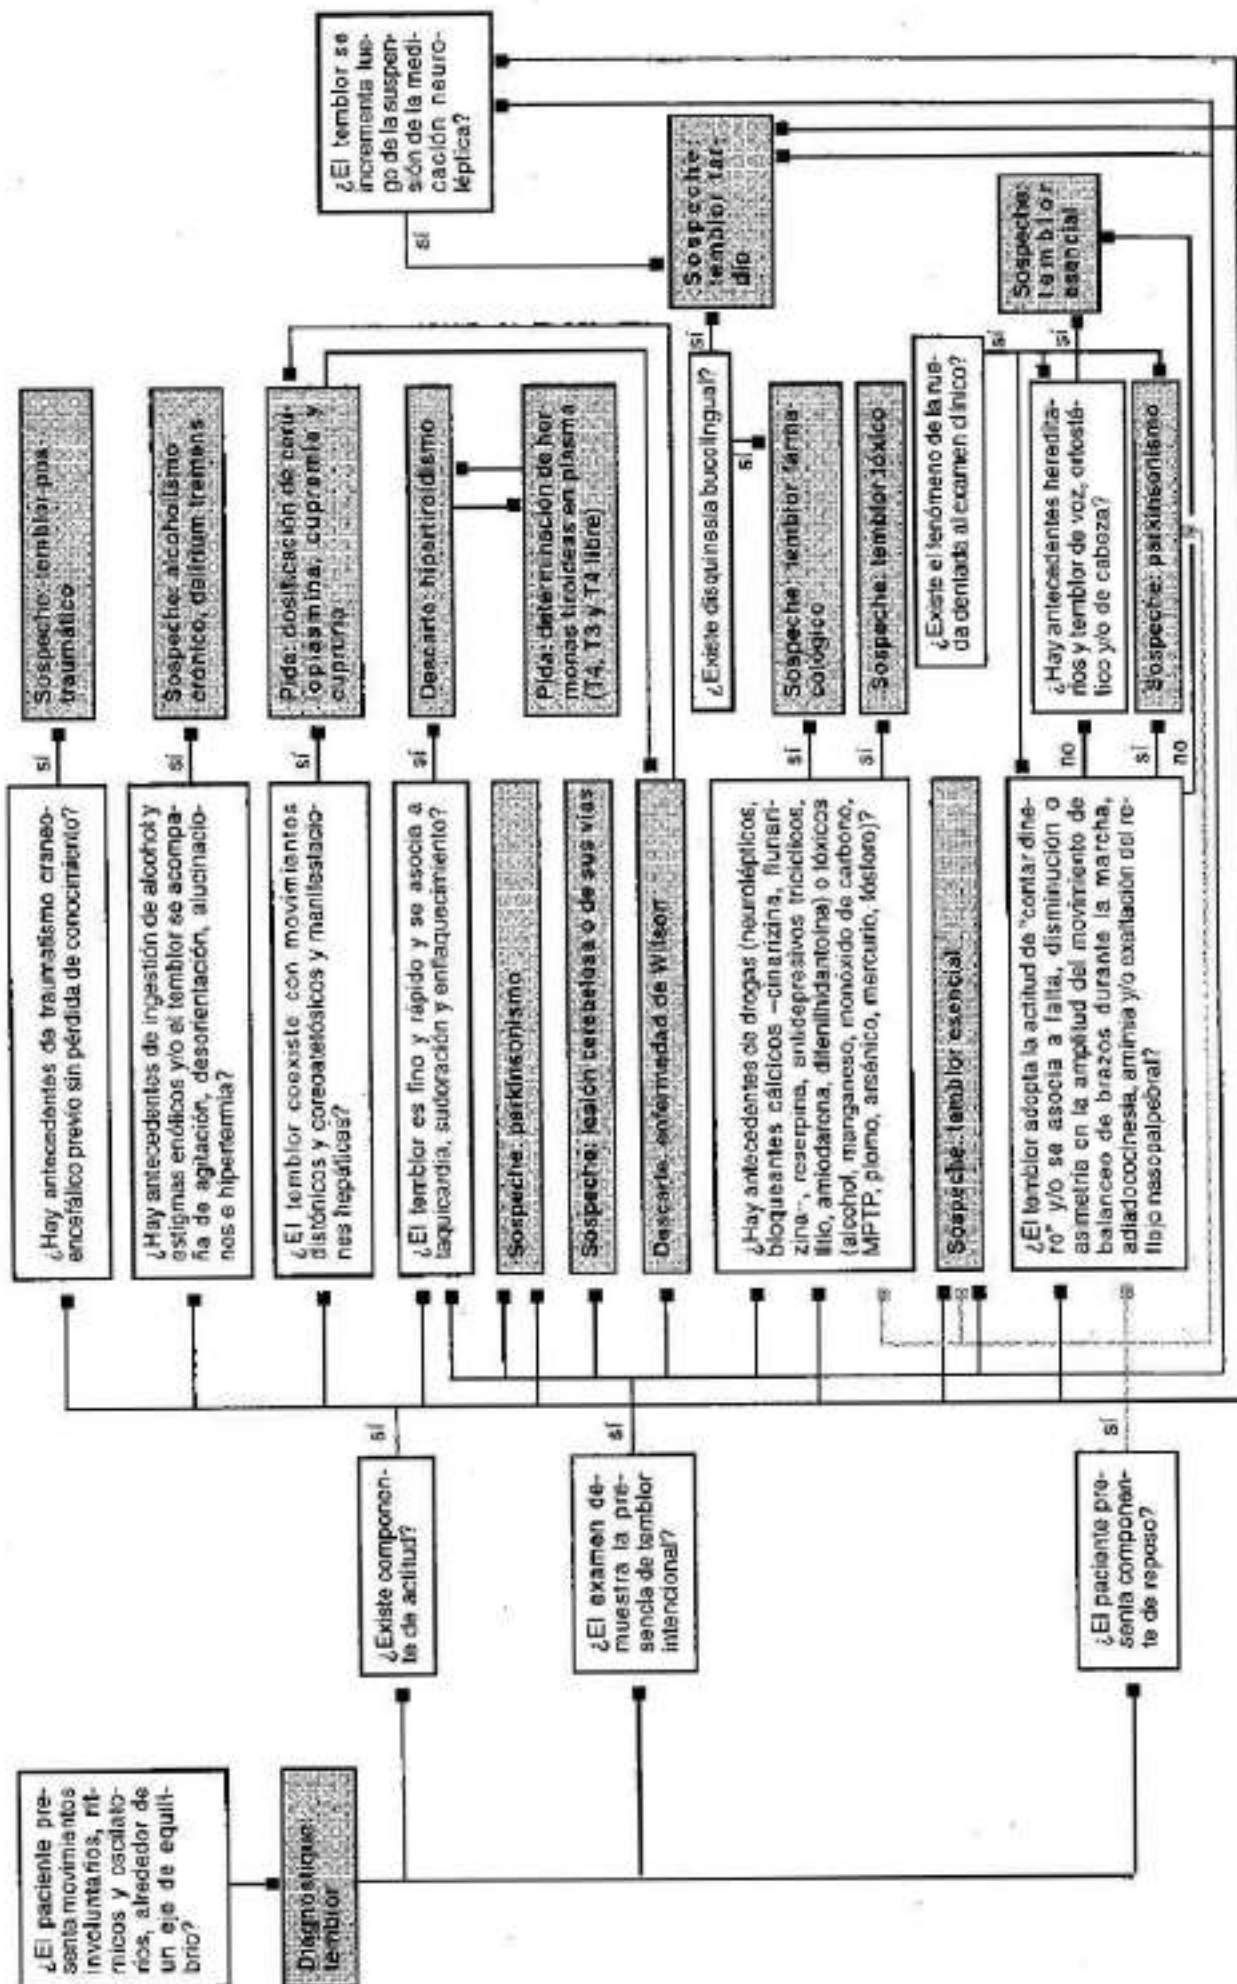 ¿El paciente pre-
senta movimientos
involuntarios, rít-
micos y oscilato-
rios, alrededor de
un eje de equili-
brio?
Diagnostique:
temblor
¿Existe componen-
te de actitud?
sí
¿El examen de-
muestra la pre-
sencia de temblor
intencional?
sí
¿El paciente pre-
senta componen-
te de reposo?
sí
¿Hay antecedentes de traumatismo craneo-
encefálico previo sin pérdida de conocimiento?
sí
¿Hay antecedentes de ingestión de alcohol y
estigmas enólicos y/o el temblor se acompa-
ña de agitación, desorientación, alucinacio-
nes e hipertermia?
sí
¿El temblor coexiste con movimientos
distónicos y coreoatetósicos y manifestacio-
nes hepáticas?
sí
¿El temblor es fino y rápido y se asocia a
taquicardia, sudoración y enflaquecimiento?
sí
Sospeche: parkinsonismo
Sospeche: lesión cerebelosa o de sus vías
Descarte: enfermedad de Wilson
¿Hay antecedentes de drogas (neurolépticos,
bloqueantes cálcicos –cinarizina, flunari-
zina–, reserpina, antidepresivos tricíclicos,
litio, amiodarona, difenilhidantoína) o tóxicos
(alcohol, manganeso, monóxido de carbono,
MPTP, plomo, arsénico, mercurio, fósforo)?
sí
sí
Sospeche: temblor esencial
¿El temblor adopta la actitud de "contar dine-
ro" y/o se asocia a falta, disminución o
asimetría en la amplitud del movimiento de
balanceo de brazos durante la marcha,
adiadococinesia, amimia y/o exaltación del re-
flejo nasopalpebral?
no
sí
no
Sospeche: temblor pos-
traumático
Sospeche: alcoholismo
crónico, delirium tremens
Pida: dosificación de ceru-
loplasmina, cupremia y
cupruria
Descarte: hipertiroidismo
Pida: determinación de hor
monas tiroideas en plasma
(T4, T3 y T4 libre)
¿Existe disquinesia bucolingual?
sí
sí
Sospeche: temblor farma-
cológico
Sospeche: temblor tóxico
¿Existe el fenómeno de la rue-
da dentada al examen clínico?
sí
¿Hay antecedentes heredita-
rios y temblor de voz, ortostá-
tico y/o de cabeza?
sí
Sospeche: parkinsonismo
¿El temblor se
incrementa lue-
go de la suspen-
sión de la medi-
cación neuro-
léptica?
sí
Sospeche:
temblor tar-
dío
Sospeche:
temblor
esencial